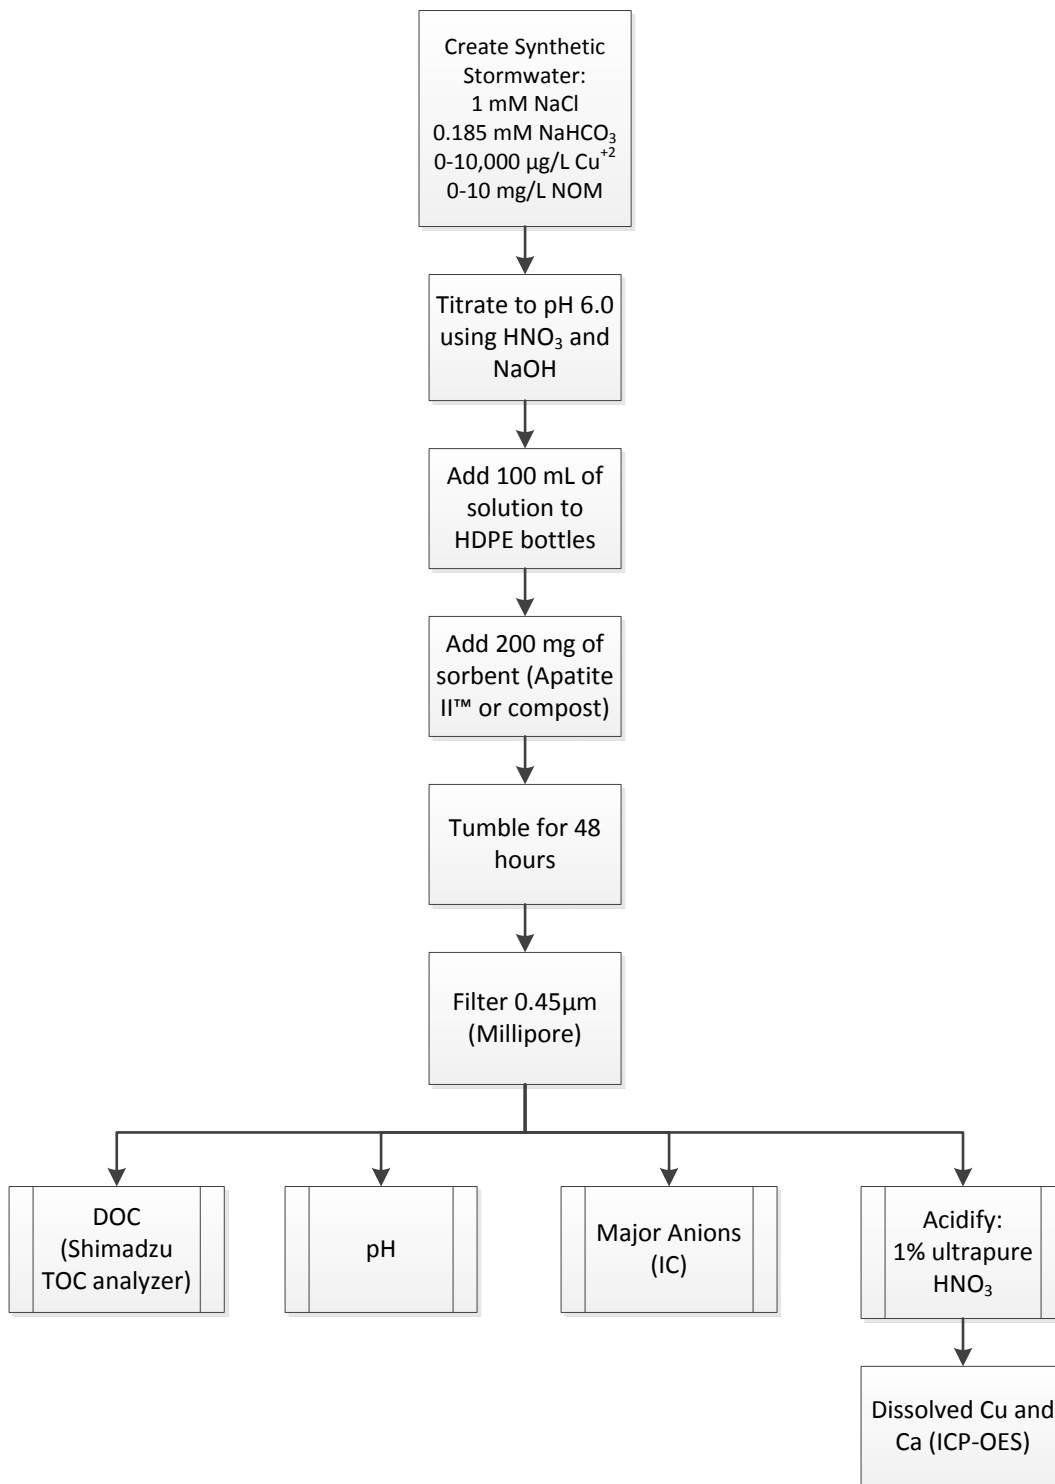 Create Synthetic
Stormwater:
1 mM NaCl
0.185 mM NaHCO₃
0-10,000 µg/L Cu⁺²
0-10 mg/L NOM
Titrate to pH 6.0
using HNO₃ and
NaOH
Add 100 mL of
solution to
HDPE bottles
Add 200 mg of
sorbent (Apatite
II™ or compost)
Tumble for 48
hours
Filter 0.45µm
(Millipore)
DOC
(Shimadzu
TOC analyzer)
pH
Major Anions
(IC)
Acidify:
1% ultrapure
HNO₃
Dissolved Cu and
Ca (ICP-OES)